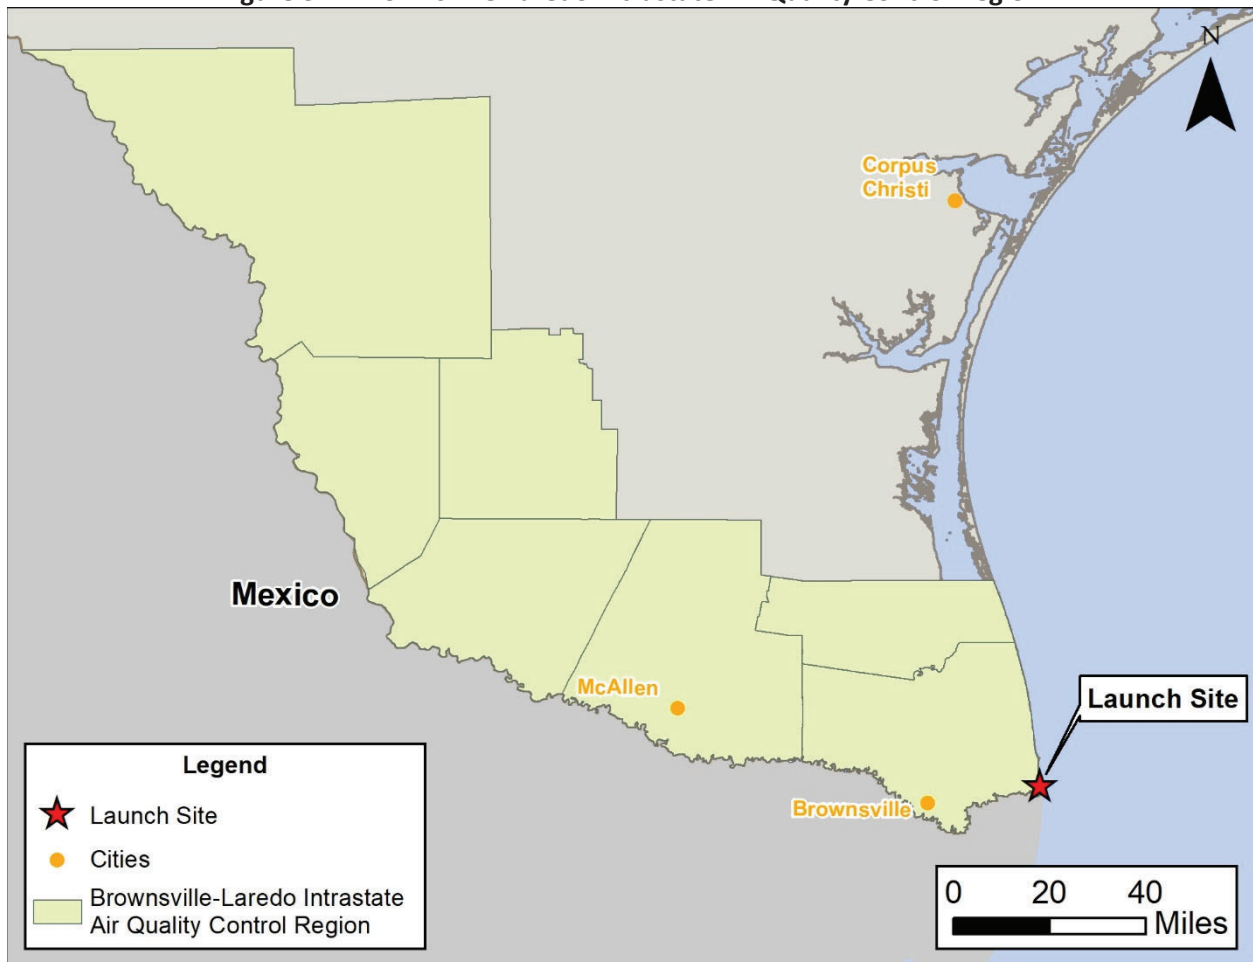 N
Corpus
Christi
Mexico
McAllen
Launch Site
Brownsville
Legend
Launch Site
Cities
Brownsville-Laredo Intrastate
Air Quality Control Region
0 20 40
Miles